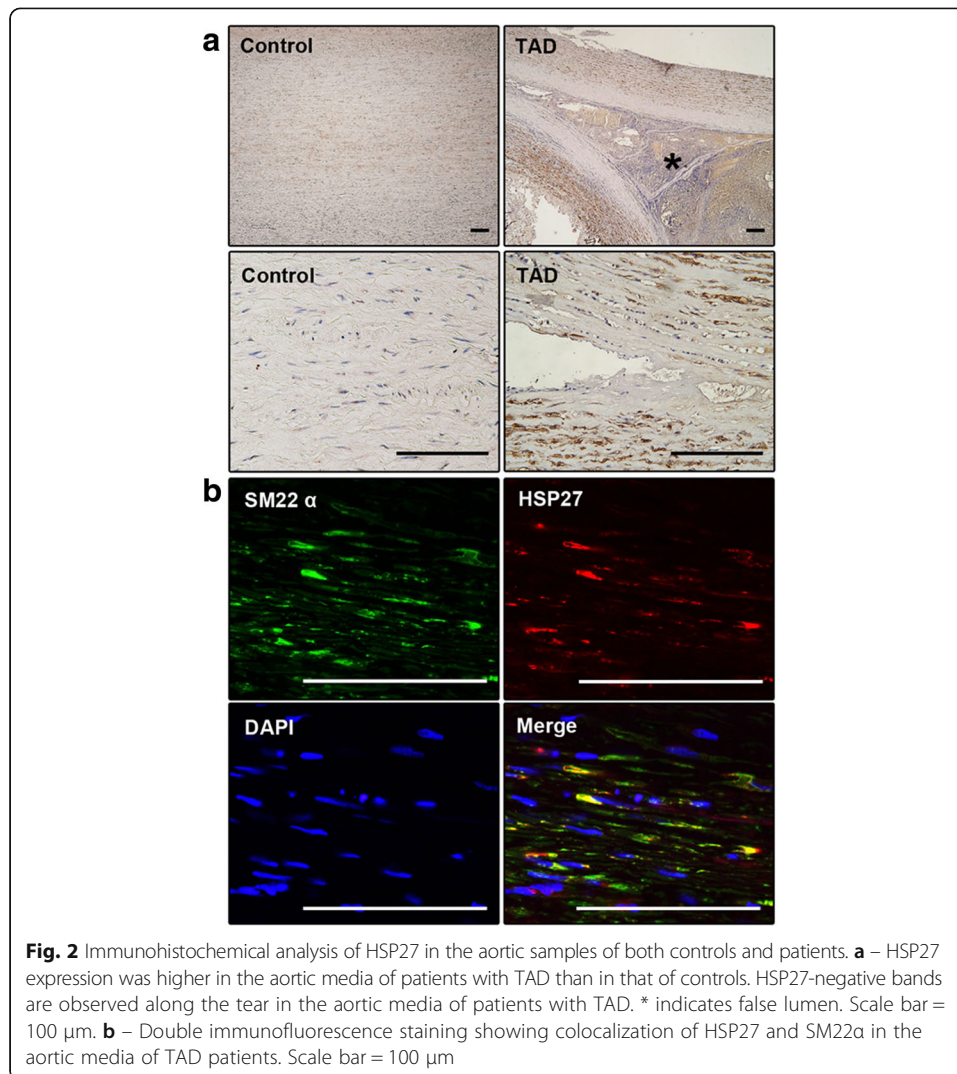 a
Control
TAD
*
Control
TAD
b
SM22 α
HSP27
DAPI
Merge
Fig. 2 Immunohistochemical analysis of HSP27 in the aortic samples of both controls and patients. a – HSP27
expression was higher in the aortic media of patients with TAD than in that of controls. HSP27-negative bands
are observed along the tear in the aortic media of patients with TAD. * indicates false lumen. Scale bar =
100 μm. b – Double immunofluorescence staining showing colocalization of HSP27 and SM22α in the
aortic media of TAD patients. Scale bar = 100 μm